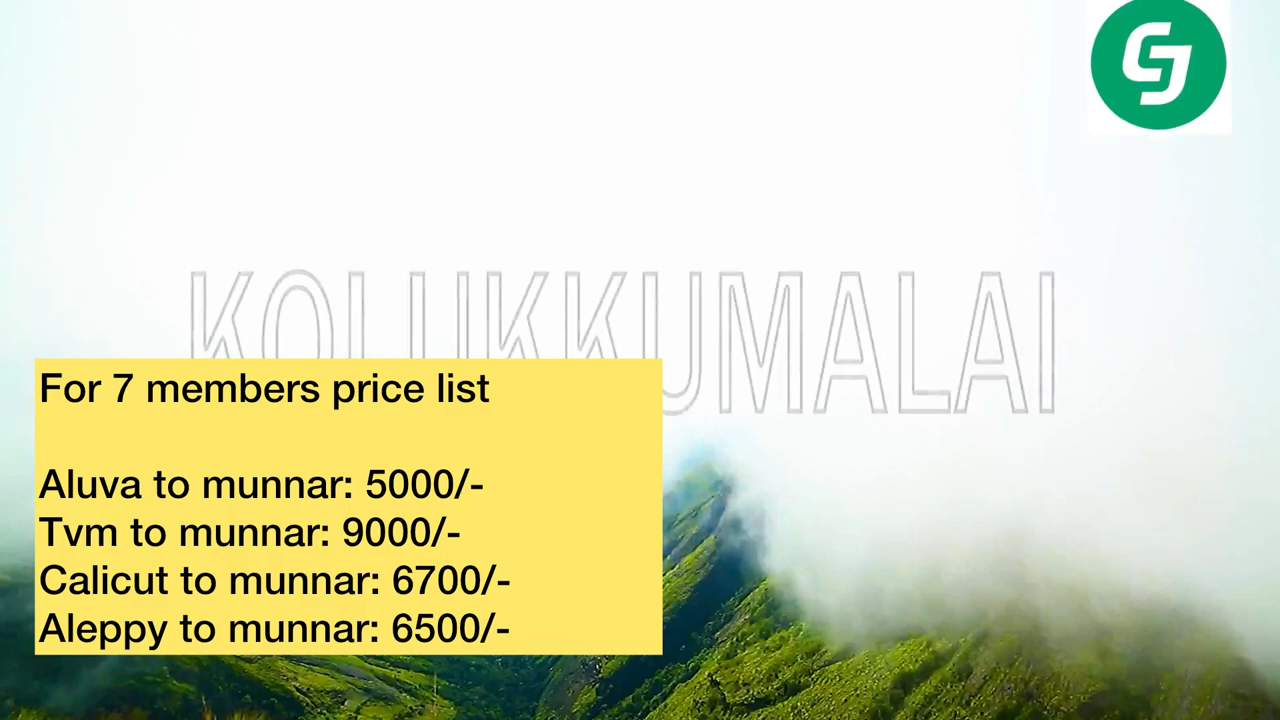 KOLUKKUMALAI
For 7 members price list
Aluva to munnar: 5000/-
Tvm to munnar: 9000/-
Calicut to munnar: 6700/-
Aleppy to munnar: 6500/-